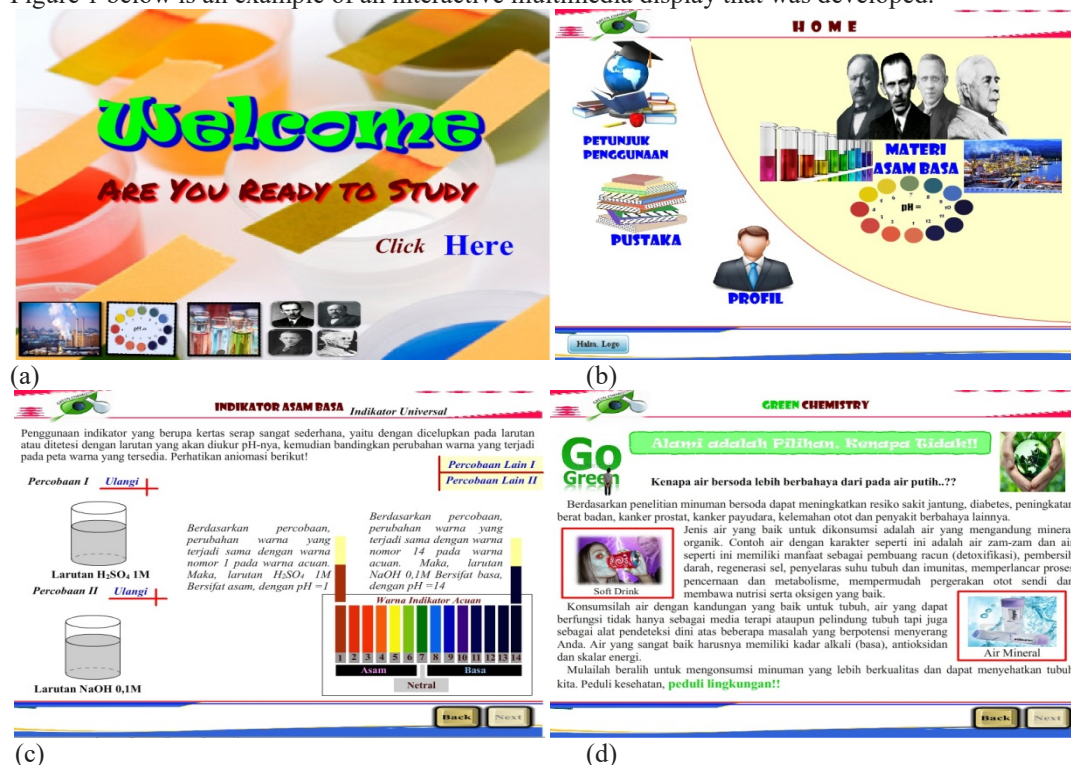 Figure 1 below is an example of an interactive multimedia display that was developed.
Welcome
ARE YOU READY TO STUDY
Click Here
pH =
(a)
HOME
PETUNJUK
PENGGUNAAN
PUSTAKA
PROFIL
MATERI
ASAM BASA
pH =
Halm. Logo
(b)
INDIKATOR ASAM BASA Indikator Universal
Penggunaan indikator yang berupa kertas serap sangat sederhana, yaitu dengan dicelupkan pada larutan
atau ditetesi dengan larutan yang akan diukur pH-nya, kemudian bandingkan perubahan warna yang terjadi
pada peta warna yang tersedia. Perhatikan aniomasi berikut!
Percobaan Lain I
Percobaan Lain II
Percobaan I Ulangi
Larutan H₂SO₄ 1M
Percobaan II Ulangi
Larutan NaOH 0,1M
Berdasarkan percobaan,
perubahan warna yang
terjadi sama dengan warna
nomor 1 pada warna acuan.
Maka, larutan H₂SO₄ 1M
Bersifat asam, dengan pH =1
Berdasarkan percobaan,
perubahan warna yang
terjadi sama dengan warna
nomor 14 pada warna
acuan. Maka, larutan
NaOH 0,1M Bersifat basa,
dengan pH =14
Warna Indikator Acuan
1 2 3 4 5 6 7 8 9 10 11 12 13 14
Asam Basa
Netral
Back Next
(c)
GREEN CHEMISTRY
Go
Green
Alami adalah Pilihan, Kenapa Tidak!!
Kenapa air bersoda lebih berbahaya dari pada air putih..??
Berdasarkan penelitian minuman bersoda dapat meningkatkan resiko sakit jantung, diabetes, peningkatan
berat badan, kanker prostat, kanker payudara, kelemahan otot dan penyakit berbahaya lainnya.
Soft Drink
Jenis air yang baik untuk dikonsumsi adalah air yang mengandung mineral
organik. Contoh air dengan karakter seperti ini adalah air zam-zam dan air
seperti ini memiliki manfaat sebagai pembuang racun (detoxifikasi), pembersih
darah, regenerasi sel, penyelaras suhu tubuh dan imunitas, memperlancar proses
pencernaan dan metabolisme, mpermudah pergerakan otot sendi dan
membawa nutrisi serta oksigen yang baik.
Konsumsilah air dengan kandungan yang baik untuk tubuh, air yang dapat
berfungsi tidak hanya sebagai media terapi ataupun pelindung tubuh tapi juga
sebagai alat pendeteksi dini atas beberapa masalah yang berpotensi menyerang
Anda. Air yang sangat baik harusnya memiliki kadar alkali (basa), antioksidan
dan skalar energi.
Air Mineral
Mulailah beralih untuk mengonsumsi minuman yang lebih berkualitas dan dapat menyehatkan tubuh
kita. Peduli kesehatan, peduli lingkungan!!
Back Next
(d)